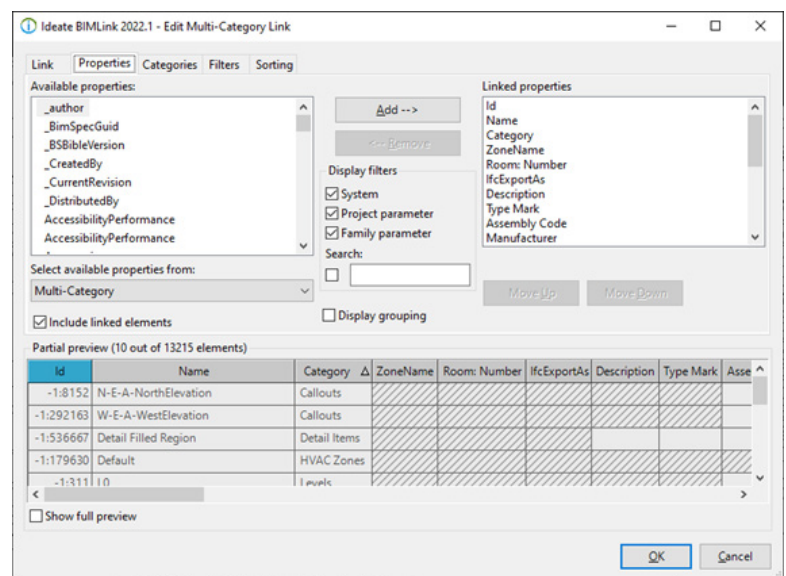 Ideate BIMLink 2022.1 - Edit Multi-Category Link
Link Properties Categories Filters Sorting
Available properties:
_author
_BimSpecGuid
_BSBibleVersion
_CreatedBy
_CurrentRevision
_DistributedBy
AccessibilityPerformance
AccessibilityPerformance
Select available properties from:
Multi-Category
Include linked elements
Add -->
<-- Remove
Display filters
System
Project parameter
Family parameter
Search:
Display grouping
Linked properties
Id
Name
Category
ZoneName
Room: Number
IfcExportAs
Description
Type Mark
Assembly Code
Manufacturer
Move Up Move Down
Partial preview (10 out of 13215 elements)
Id Name Category ZoneName Room: Number IfcExportAs Description Type Mark Asse
-1:8152 N-E-A-NorthElevation Callouts
-1:292163 W-E-A-WestElevation Callouts
-1:536667 Detail Filled Region Detail Items
-1:179630 Default HVAC Zones
-1:311 L0 Levels
Show full preview
OK Cancel